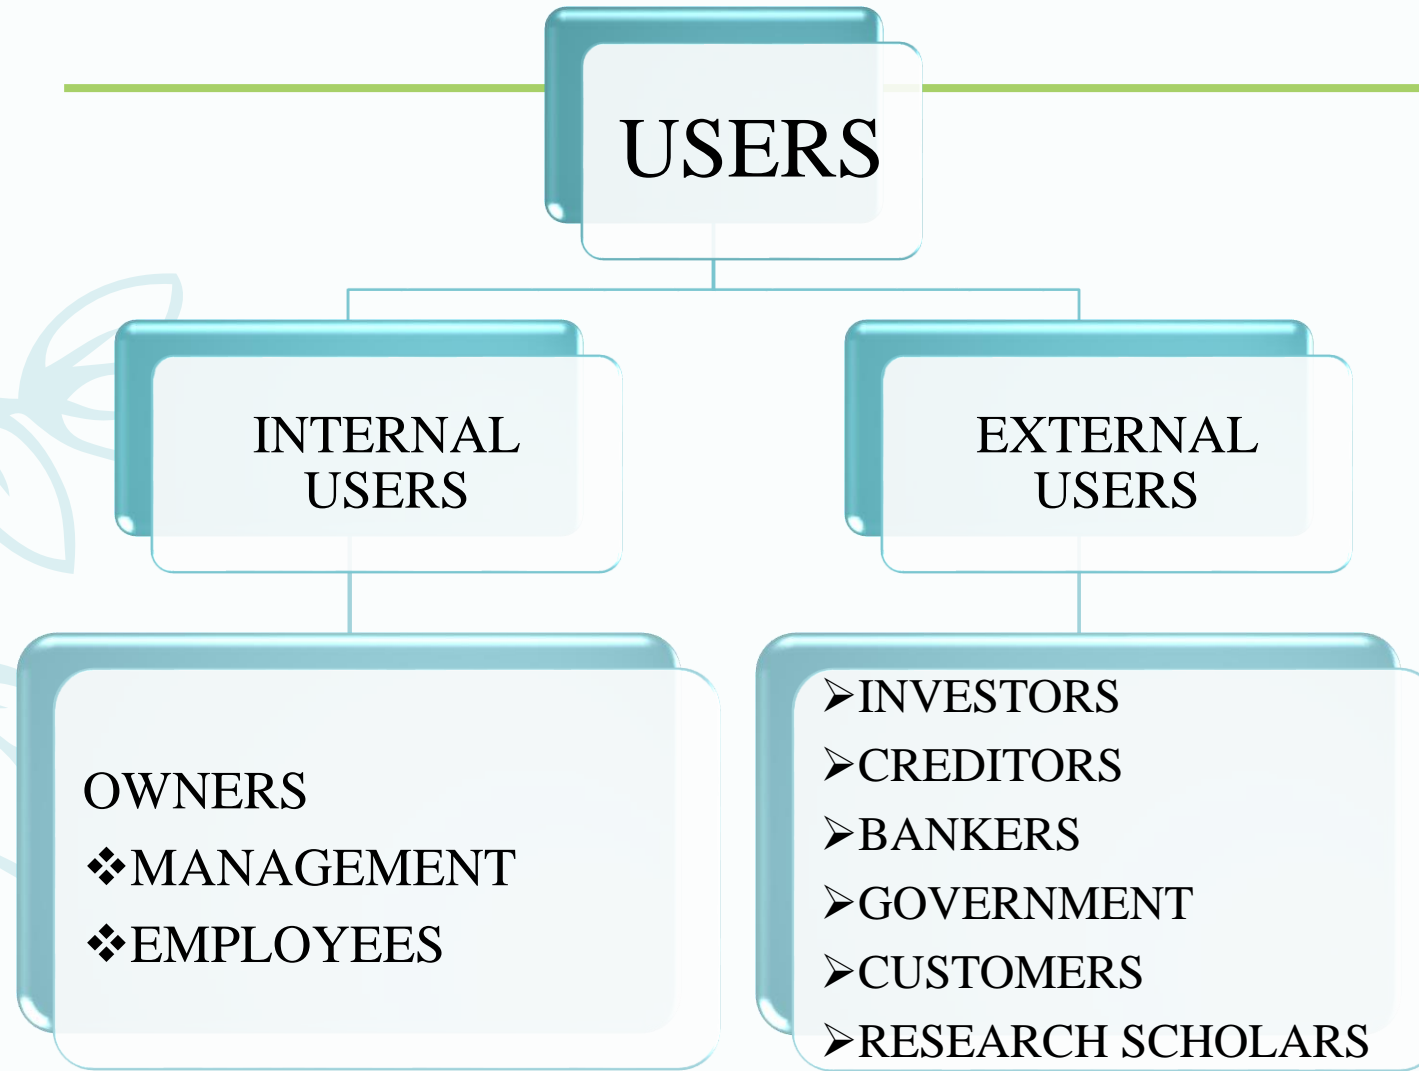 USERS
INTERNAL
USERS
EXTERNAL
USERS
OWNERS
❖MANAGEMENT
❖EMPLOYEES
➢INVESTORS
➢CREDITORS
➢BANKERS
➢GOVERNMENT
➢CUSTOMERS
➢RESEARCH SCHOLARS